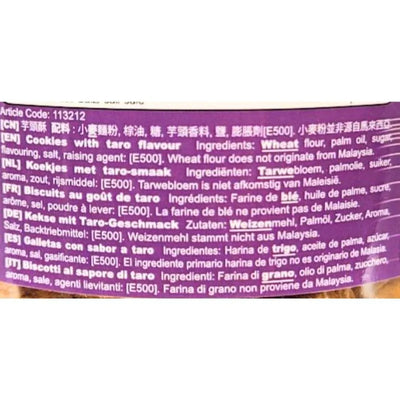 Article Code: 113212
[CN] 芋頭酥 配料: 小麥麵粉, 棕油, 糖, 芋頭香料, 鹽, 膨脹劑[E500]. 小麥粉並非源自馬來西亞.
[EN] Cookies with taro flavour Ingredients: Wheat flour, palm oil, sugar,
flavouring, salt, raising agent: [E500]. Wheat flour does not originate from Malaysia.
[NL] Koekjes met taro-smaak Ingrediënten: Tarwebloem, palmolie, suiker,
aroma, zout, rijsmiddel: [E500]. Tarwebloem is niet afkomstig van Maleisië.
[FR] Biscuits au goût de taro Ingrédients: Farine de blé, huile de palme, sucre,
arôme, sel, poudre à lever: [E500]. La farine de blé ne provient pas de Malaisie.
[DE] Kekse mit Taro-Geschmack Zutaten: Weizenmehl, Palmöl, Zucker, Aroma,
Salz, Backtriebmittel: [E500]. Weizenmehl stammt nicht aus Malaysia.
[ES] Galletas con sabor a taro Ingredientes: Harina de trigo, aceite de palma, azúcar,
aroma, sal, gasificante: [E500]. El ingrediente primario harina de trigo no es originario de Malasia.
[IT] Biscotti al sapore di taro Ingredienti: Farina di grano, olio di palma, zucchero,
aroma, sale, agenti lievitanti: [E500]. Farina di grano non proviene da Malaysia.